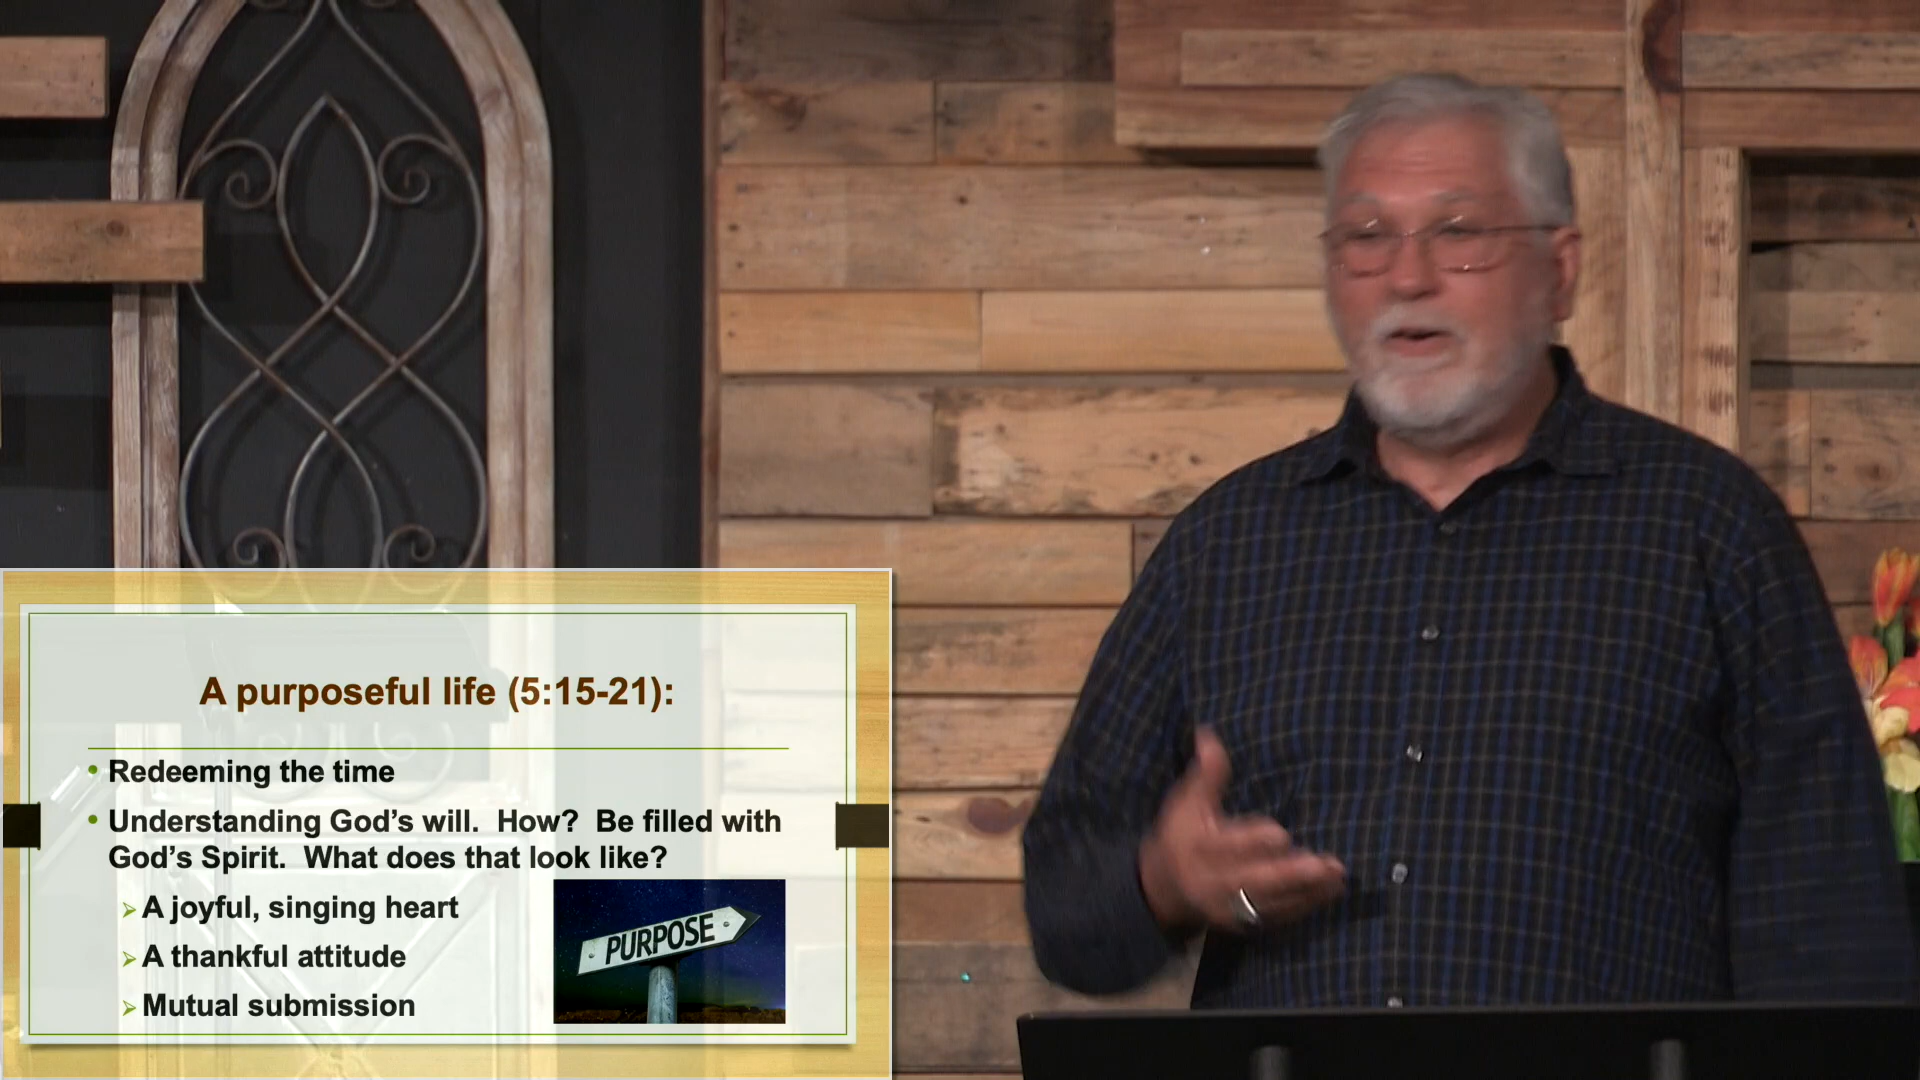 A purposeful life (5:15-21):
Redeeming the time
Understanding God’s will.  How?  Be filled with
God’s Spirit.  What does that look like?
A joyful, singing heart
A thankful attitude
PURPOSE
Mutual submission